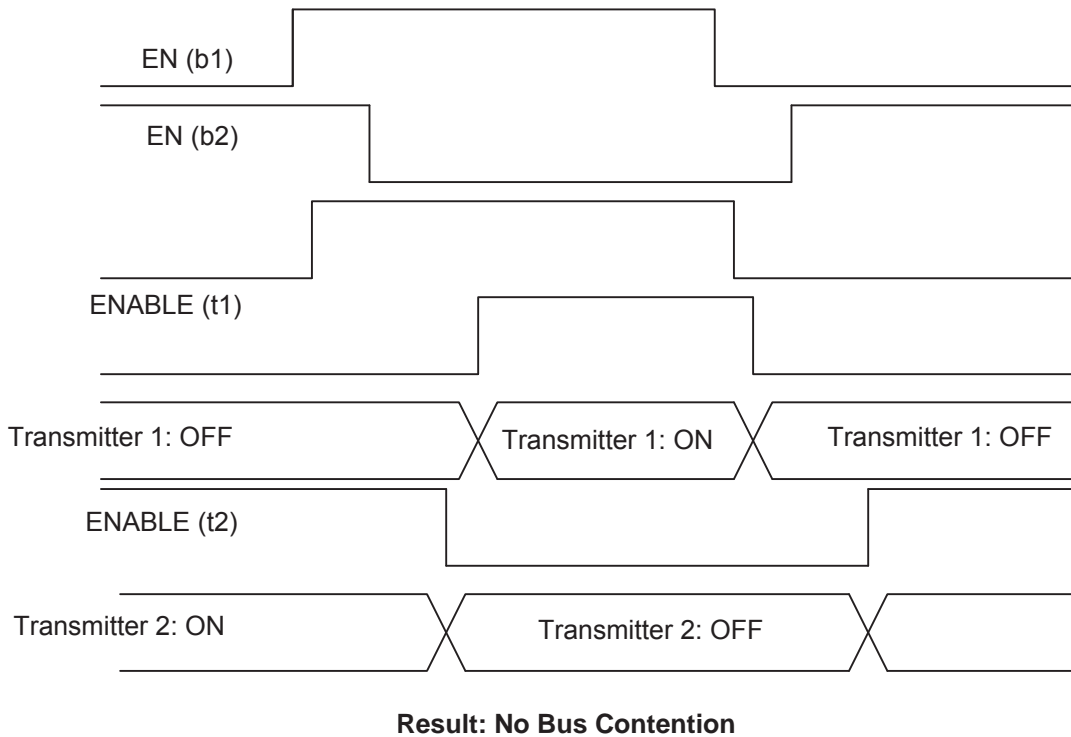 EN (b1)
EN (b2)
ENABLE (t1)
Transmitter 1: OFF
Transmitter 1: ON
Transmitter 1: OFF
ENABLE (t2)
Transmitter 2: ON
Transmitter 2: OFF
Result: No Bus Contention